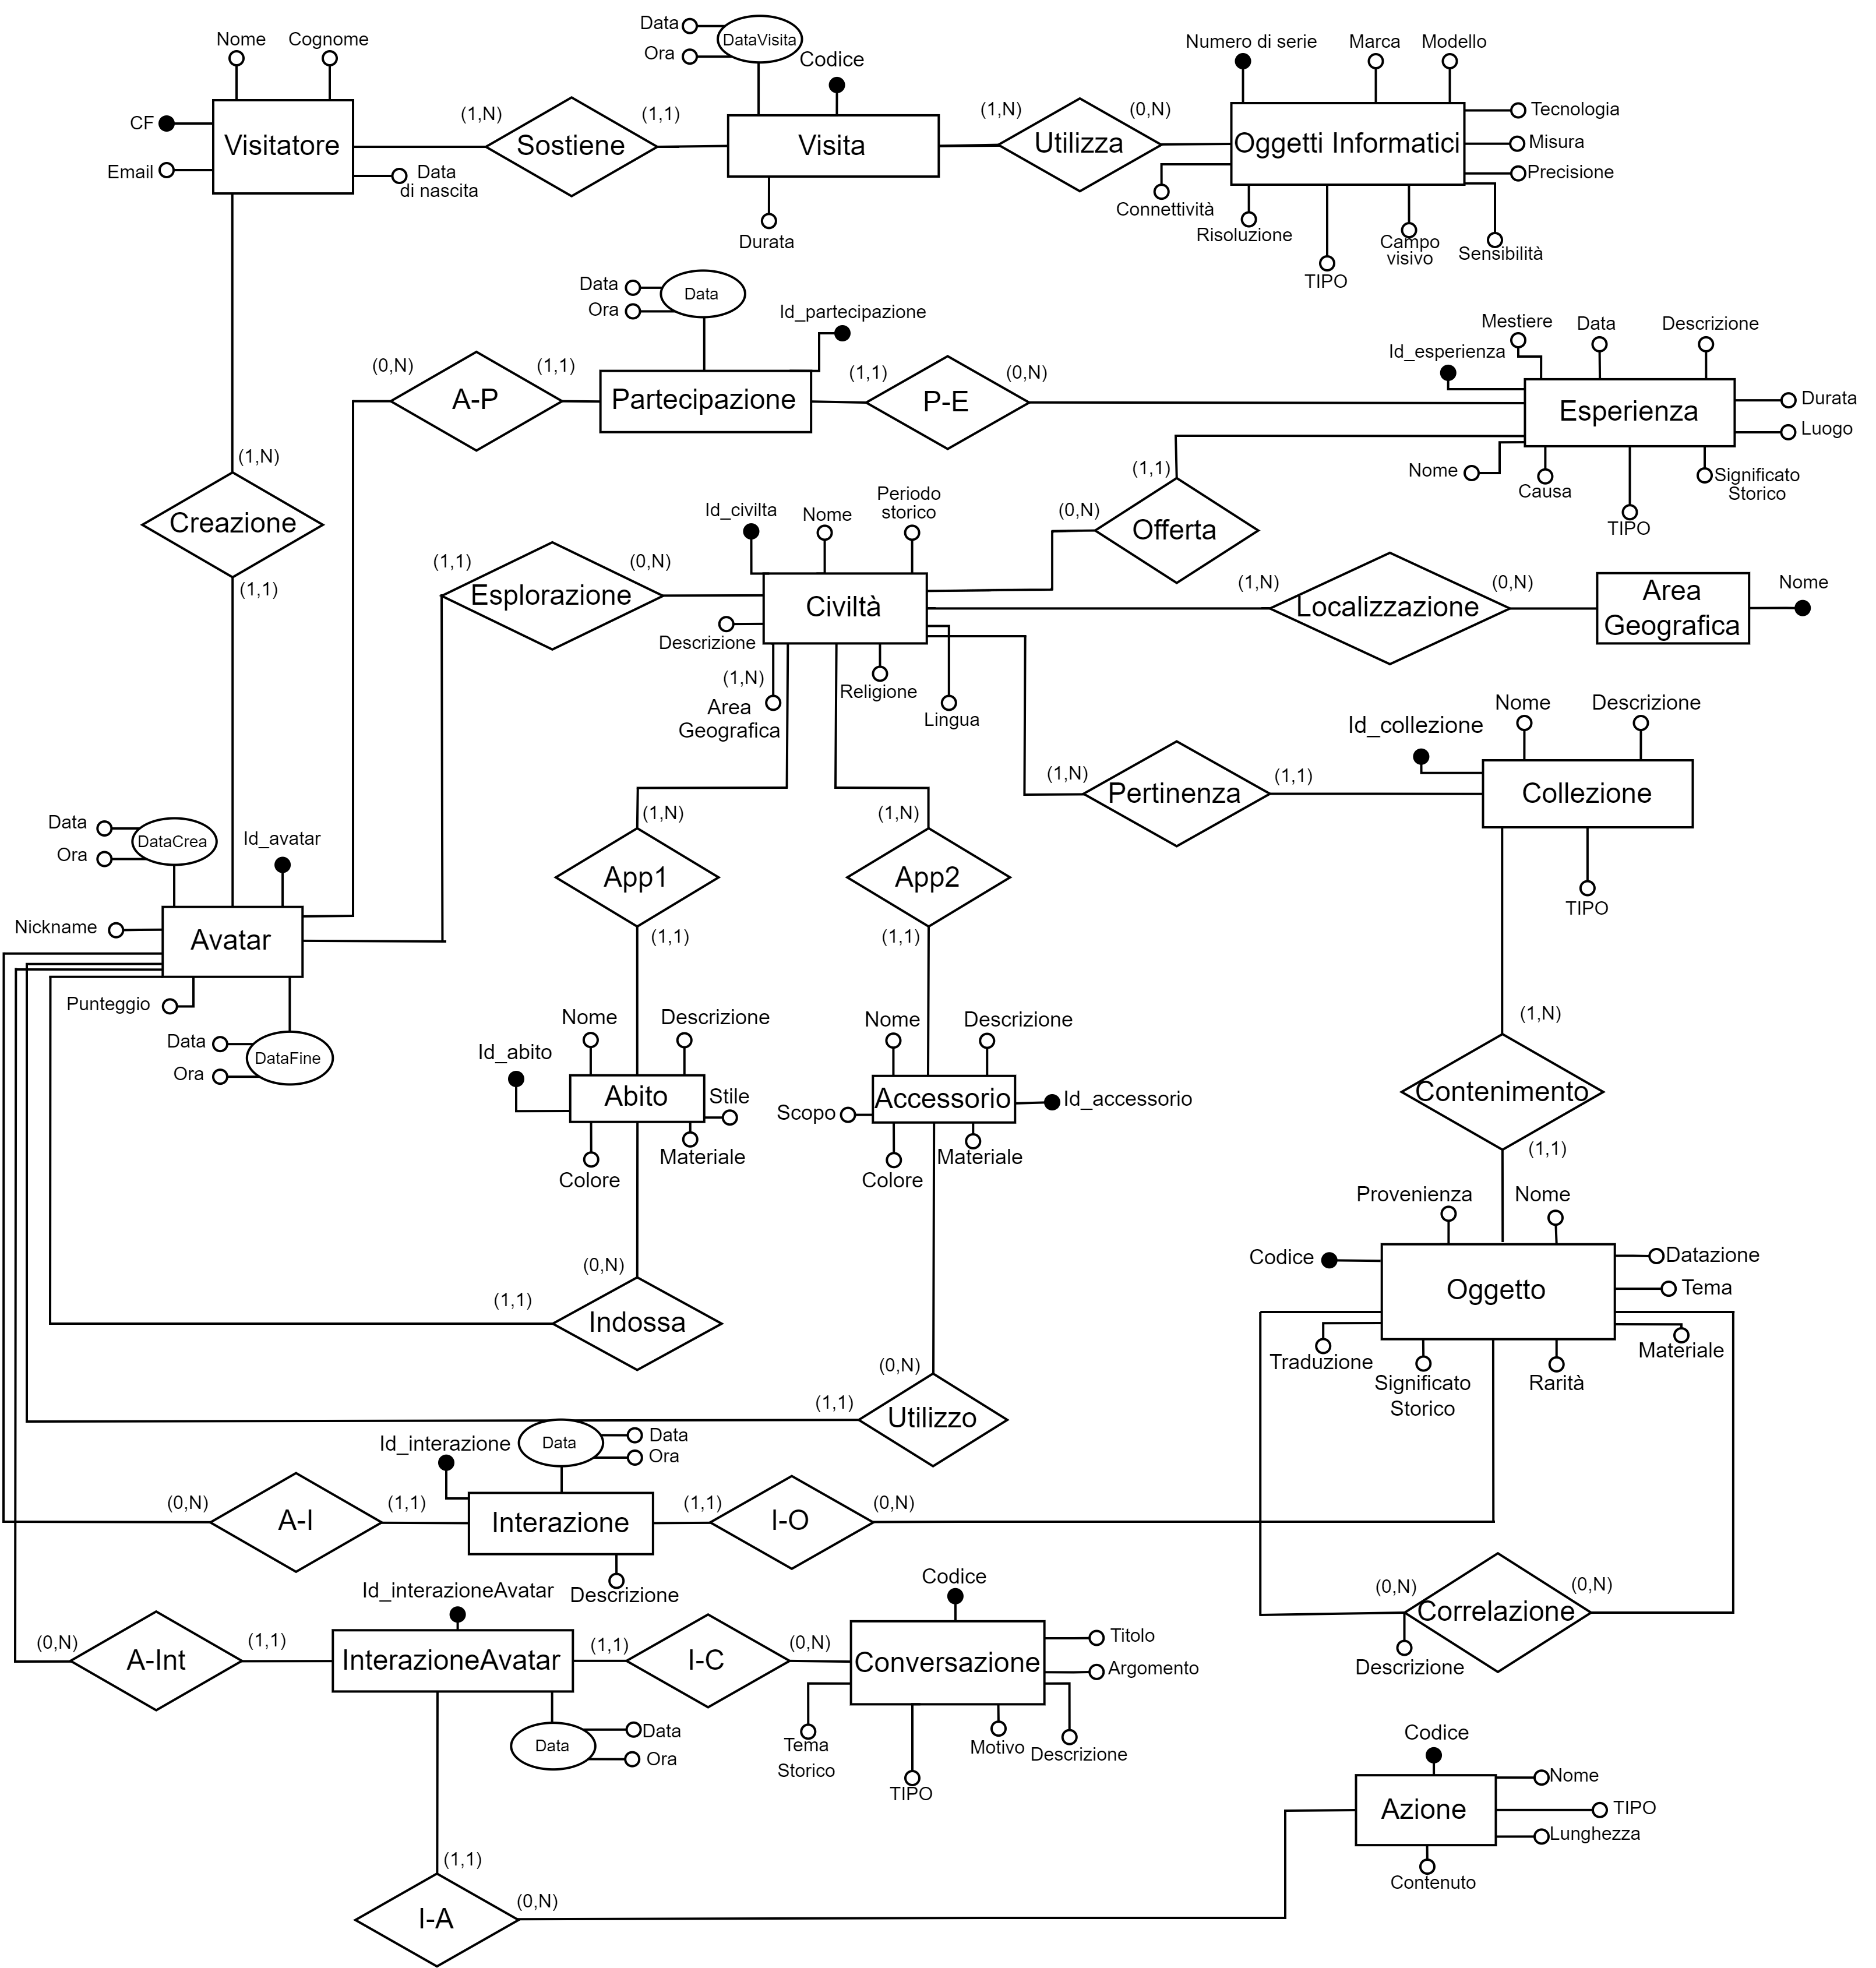 Data
DataVisita
Ora
Nome
Cognome
Codice
Numero di serie
Marca
Modello
CF
Visitatore
(1,N)
Sostiene
(1,1)
Visita
(1,N)
Utilizza
(0,N)
Oggetti Informatici
Tecnologia
Misura
Precisione
Email
Data
di nascita
Durata
Connettività
Risoluzione
TIPO
Campo
visivo
Sensibilità
Data
Data
Ora
Id_partecipazione
Mestiere
Data
Descrizione
Id_esperienza
(0,N)
A-P
(1,1)
Partecipazione
(1,1)
P-E
(0,N)
Esperienza
Durata
Luogo
Nome
Causa
TIPO
Significato
Storico
(1,N)
Creazione
(1,1)
(1,1)
Offerta
(0,N)
Id_civilta
Nome
Periodo
storico
(1,1)
Esplorazione
(0,N)
Civiltà
(1,N)
Localizzazione
(0,N)
Area
Geografica
Nome
Descrizione
(1,N)
Area
Geografica
Religione
Lingua
Id_collezione
Nome
Descrizione
(1,N)
Pertinenza
(1,1)
Collezione
TIPO
Data
DataCrea
Ora
Id_avatar
(1,N)
App1
(1,1)
(1,N)
App2
(1,1)
Nickname
Avatar
Punteggio
Data
DataFine
Ora
Nome
Descrizione
Id_abito
Abito
Stile
Colore
Materiale
Nome
Descrizione
Scopo
Accessorio
Id_accessorio
Colore
Materiale
(1,N)
Contenimento
(1,1)
Provenienza
Nome
Codice
Oggetto
Datazione
Tema
Traduzione
Significato
Storico
Rarità
Materiale
(0,N)
(1,1)
Indossa
(0,N)
(1,1)
Utilizzo
Id_interazione
Data
Data
Ora
(0,N)
A-I
(1,1)
Interazione
(1,1)
I-O
(0,N)
Descrizione
(0,N)
Correlazione
(0,N)
Descrizione
Id_interazioneAvatar
Codice
(0,N)
A-Int
(1,1)
InterazioneAvatar
(1,1)
I-C
(0,N)
Conversazione
Titolo
Argomento
Data
Data
Ora
Tema
Storico
TIPO
Motivo
Descrizione
Codice
Azione
Nome
TIPO
Lunghezza
Contenuto
(1,1)
I-A
(0,N)